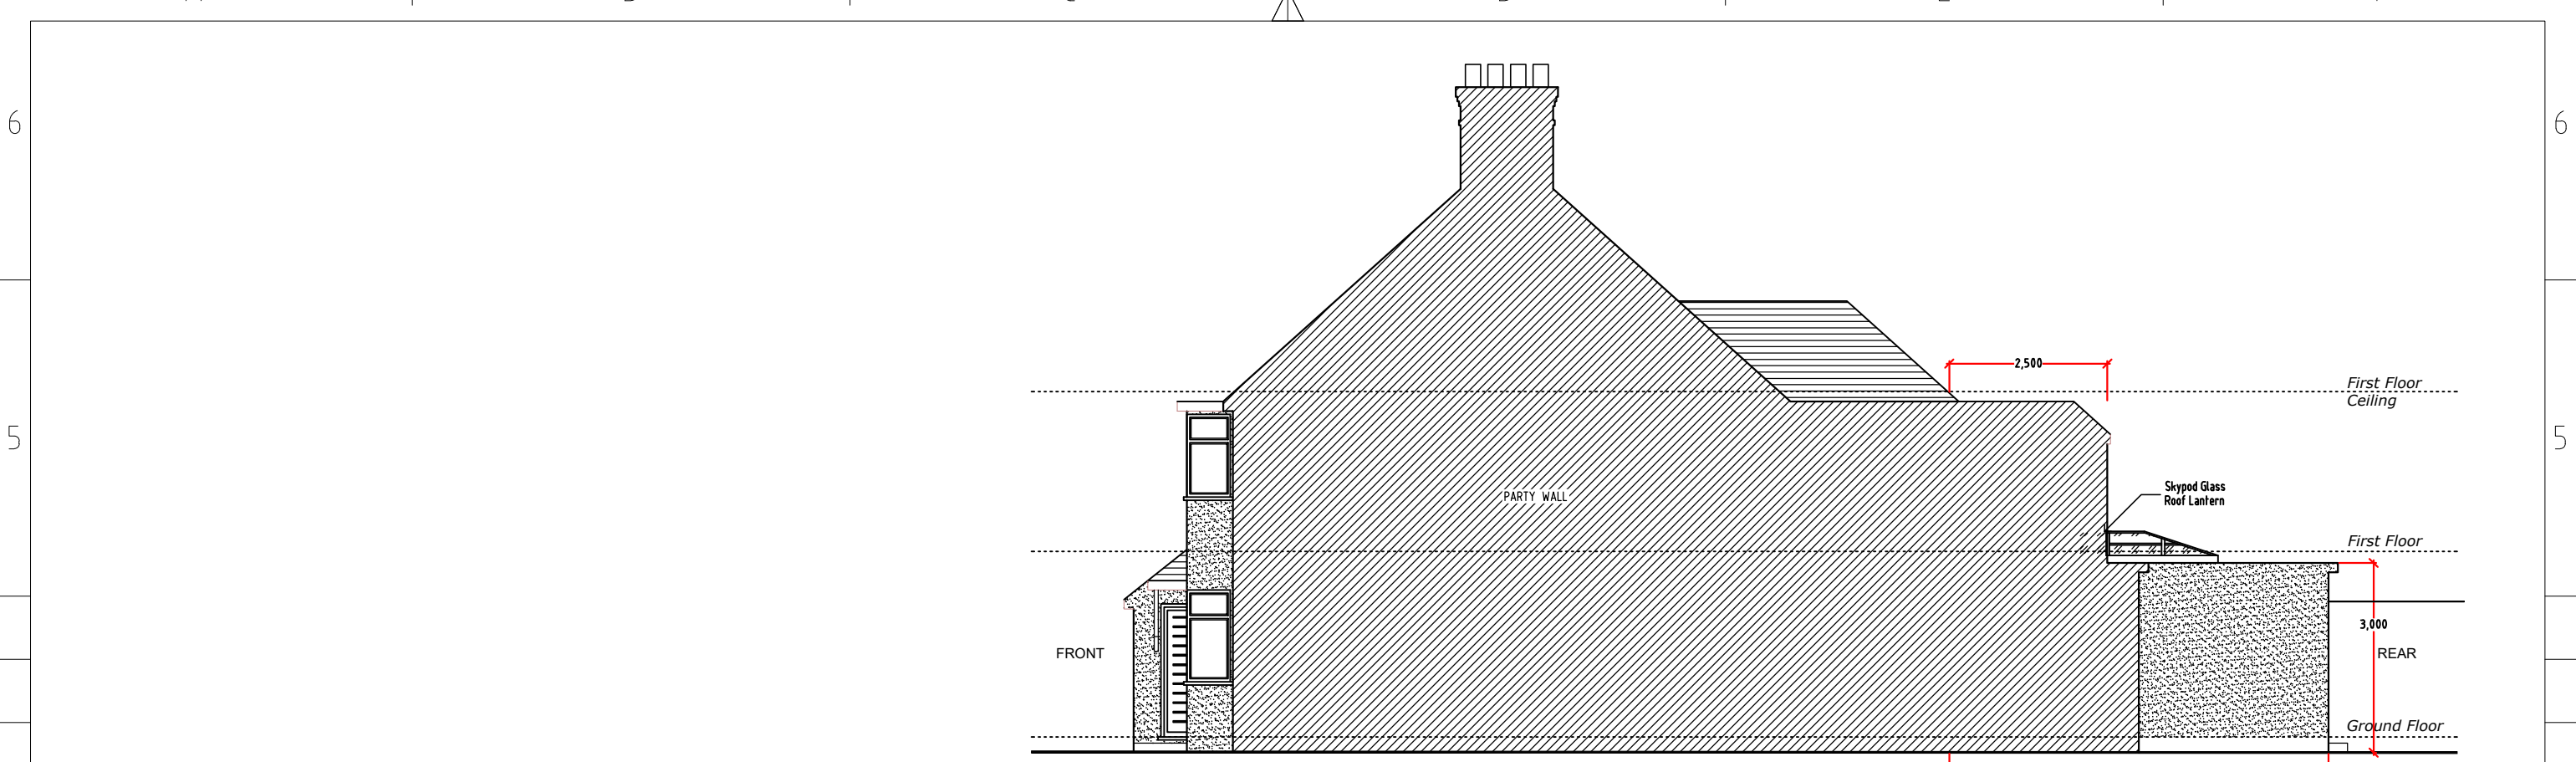 6
6
2,500
First Floor
Ceiling
5
5
Skypod Glass
Roof Lantern
PARTY WALL
First Floor
3,000
FRONT
REAR
Ground Floor